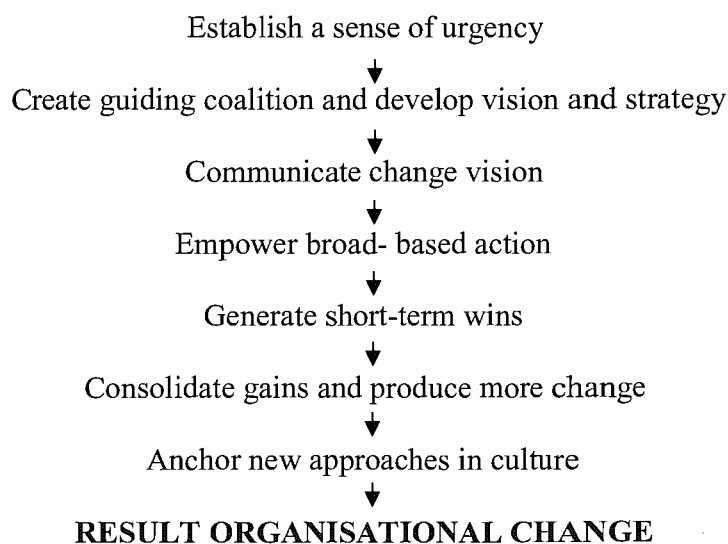 Establish a sense of urgency
Create guiding coalition and develop vision and strategy
Communicate change vision
Empower broad- based action
Generate short-term wins
Consolidate gains and produce more change
Anchor new approaches in culture
RESULT ORGANISATIONAL CHANGE